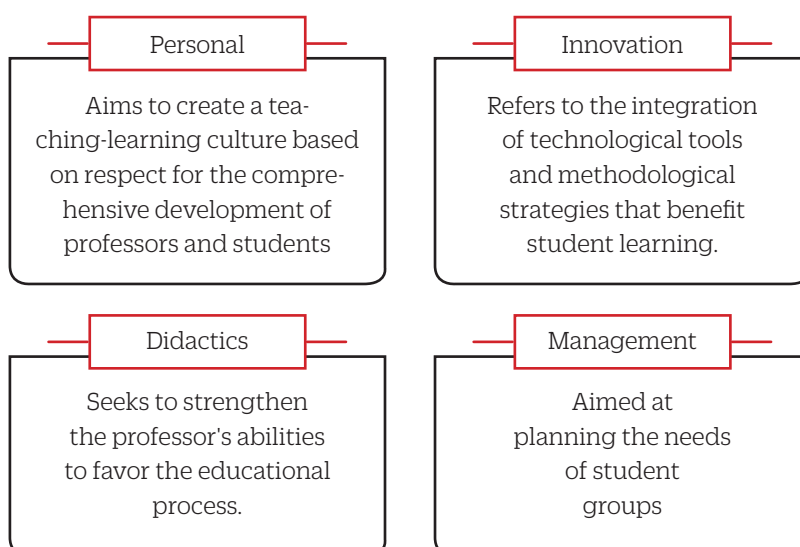 Personal
Aims to create a tea-
ching-learning culture based
on respect for the compre-
hensive development of
professors and students
Innovation
Refers to the integration
of technological tools
and methodological
strategies that benefit
student learning.
Didactics
Seeks to strengthen
the professor's abilities
to favor the educational
process.
Management
Aimed at
planning the needs
of student
groups